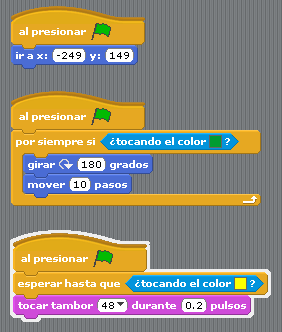 al presionar
ir a x: -249 y: 149
al presionar
por siempre si ¿tocando el color ?
girar 180 grados
mover 10 pasos
al presionar
esperar hasta que ¿tocando el color ?
tocar tambor 48 durante 0.2 pulsos